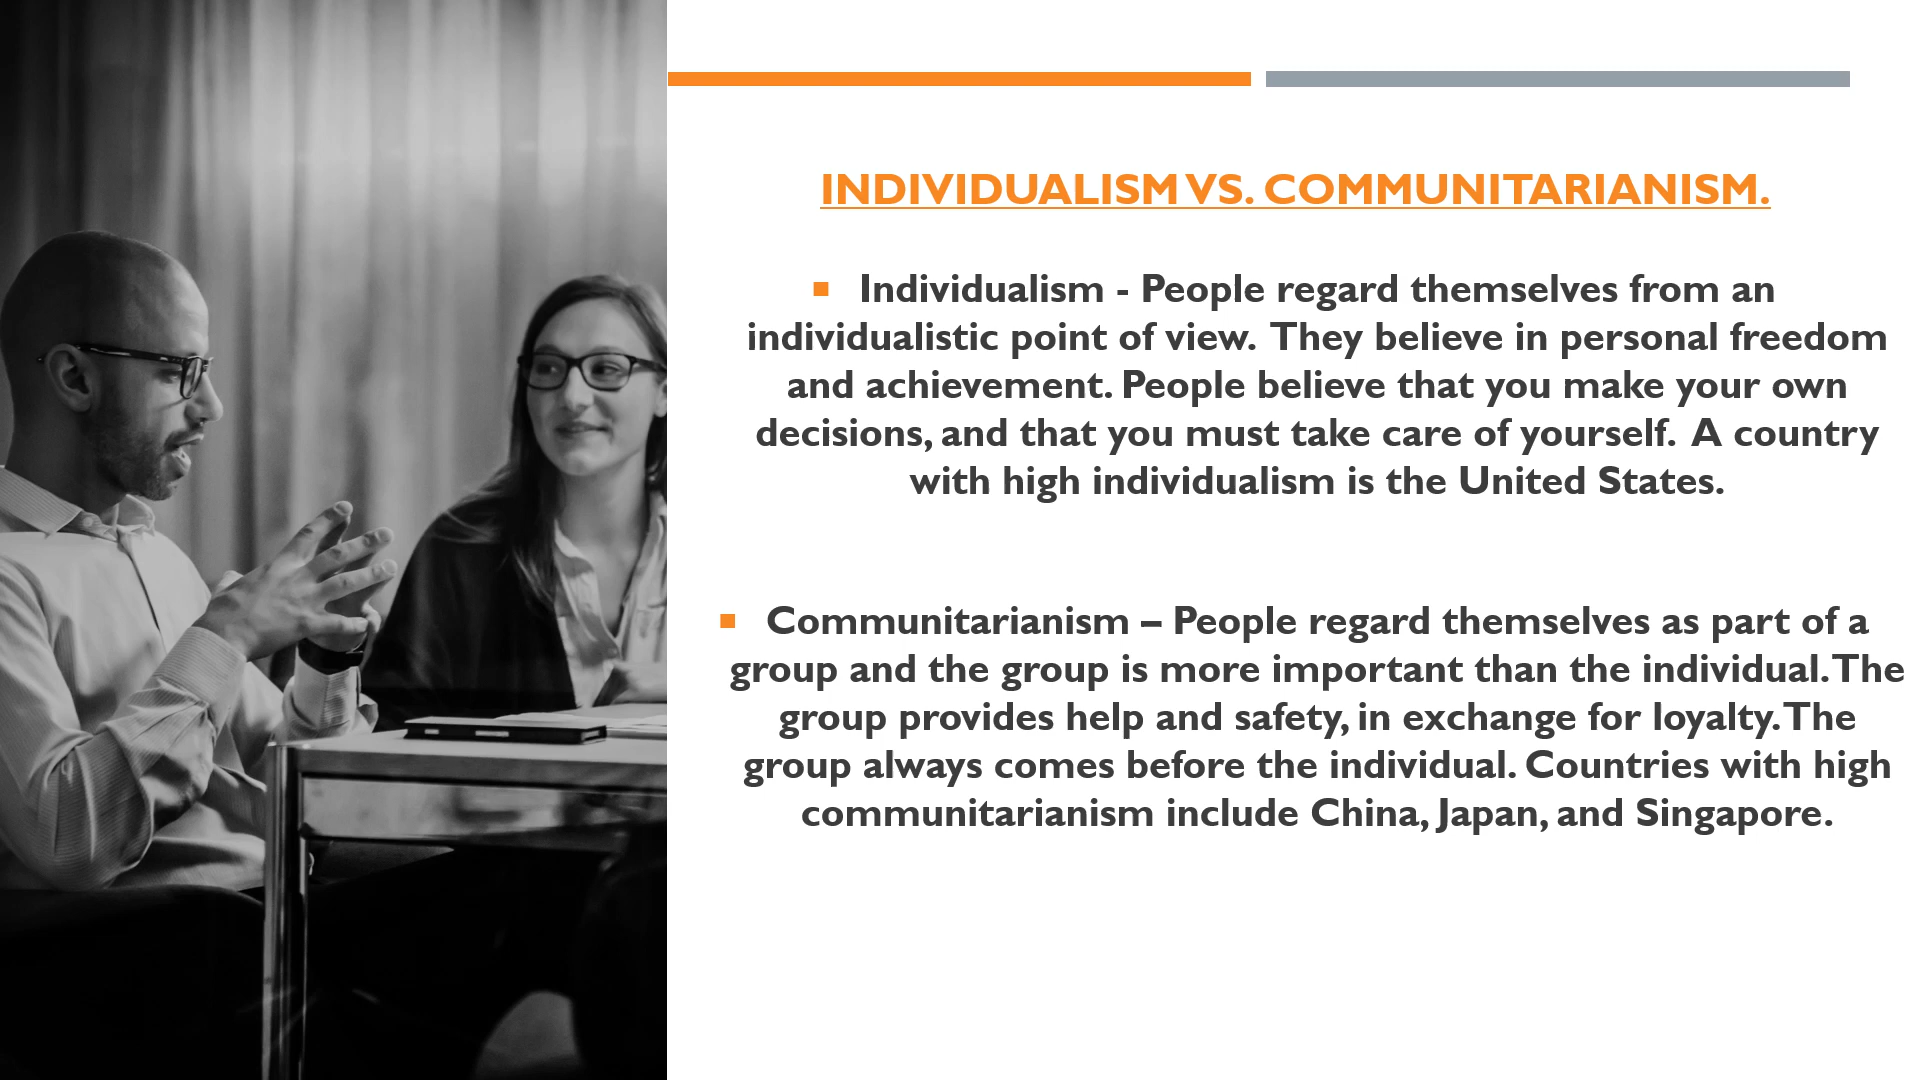 INDIVIDUALISM VS. COMMUNITARIANISM.
Individualism - People regard themselves from an
individualistic point of view.  They believe in personal freedom
and achievement. People believe that you make your own
decisions, and that you must take care of yourself.  A country
with high individualism is the United States.
Communitarianism – People regard themselves as part of a
group and the group is more important than the individual. The
group provides help and safety, in exchange for loyalty. The
group always comes before the individual. Countries with high
communitarianism include China, Japan, and Singapore.